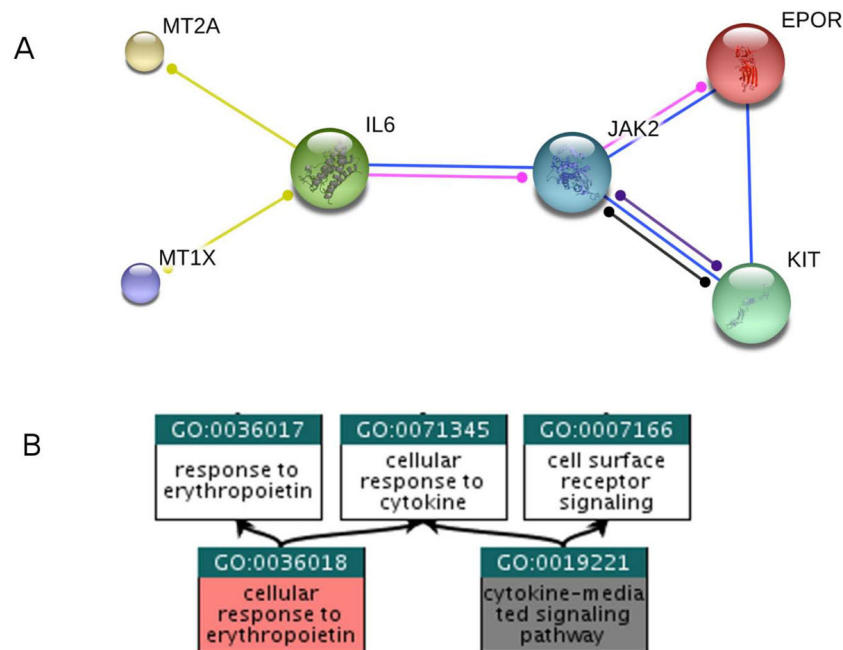 A
MT2A
EPOR
IL6
JAK2
MT1X
KIT
B
GO:0036017
response to
erythropoietin
GO:0071345
cellular
response to
cytokine
GO:0007166
cell surface
receptor
signaling
GO:0036018
cellular
response to
erythropoietin
GO:0019221
cytokine-media
ted signaling
pathway